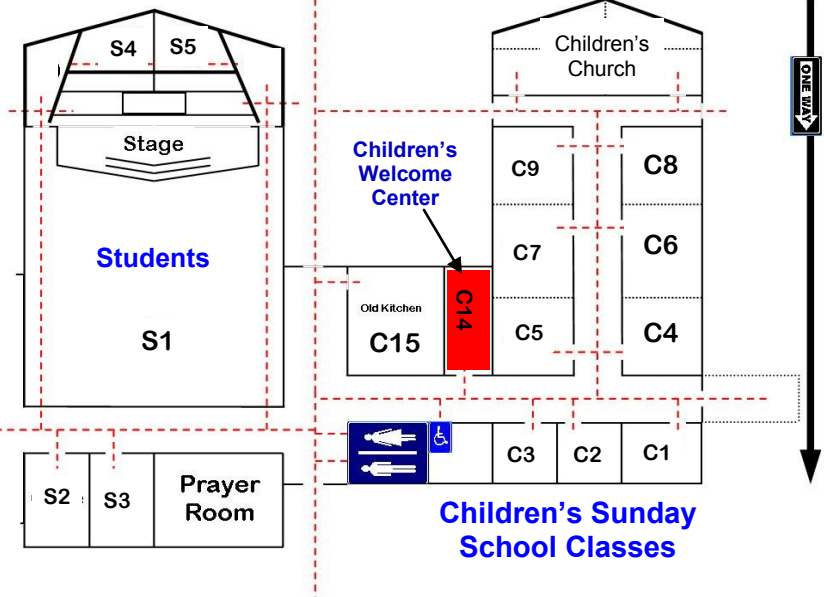 S4
S5
Children's
Church
ONE WAY
Stage
Children's
Welcome
Center
C9
C8
Students
C7
C6
Old Kitchen
C14
S1
C15
C5
C4
C3
C2
C1
S2
S3
Prayer
Room
Children's Sunday
School Classes